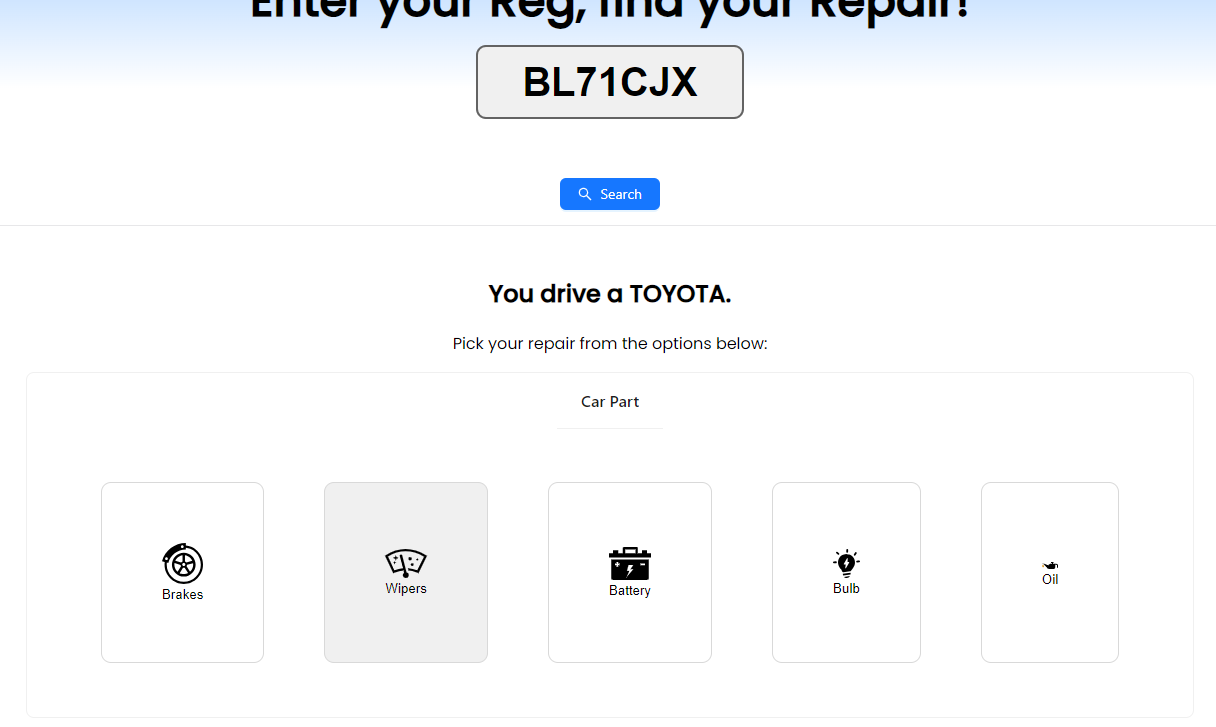 Enter your Reg, find your Repair!
BL71CJX
Search
You drive a TOYOTA.
Pick your repair from the options below:
Car Part
Brakes
Wipers
Battery
Bulb
Oil